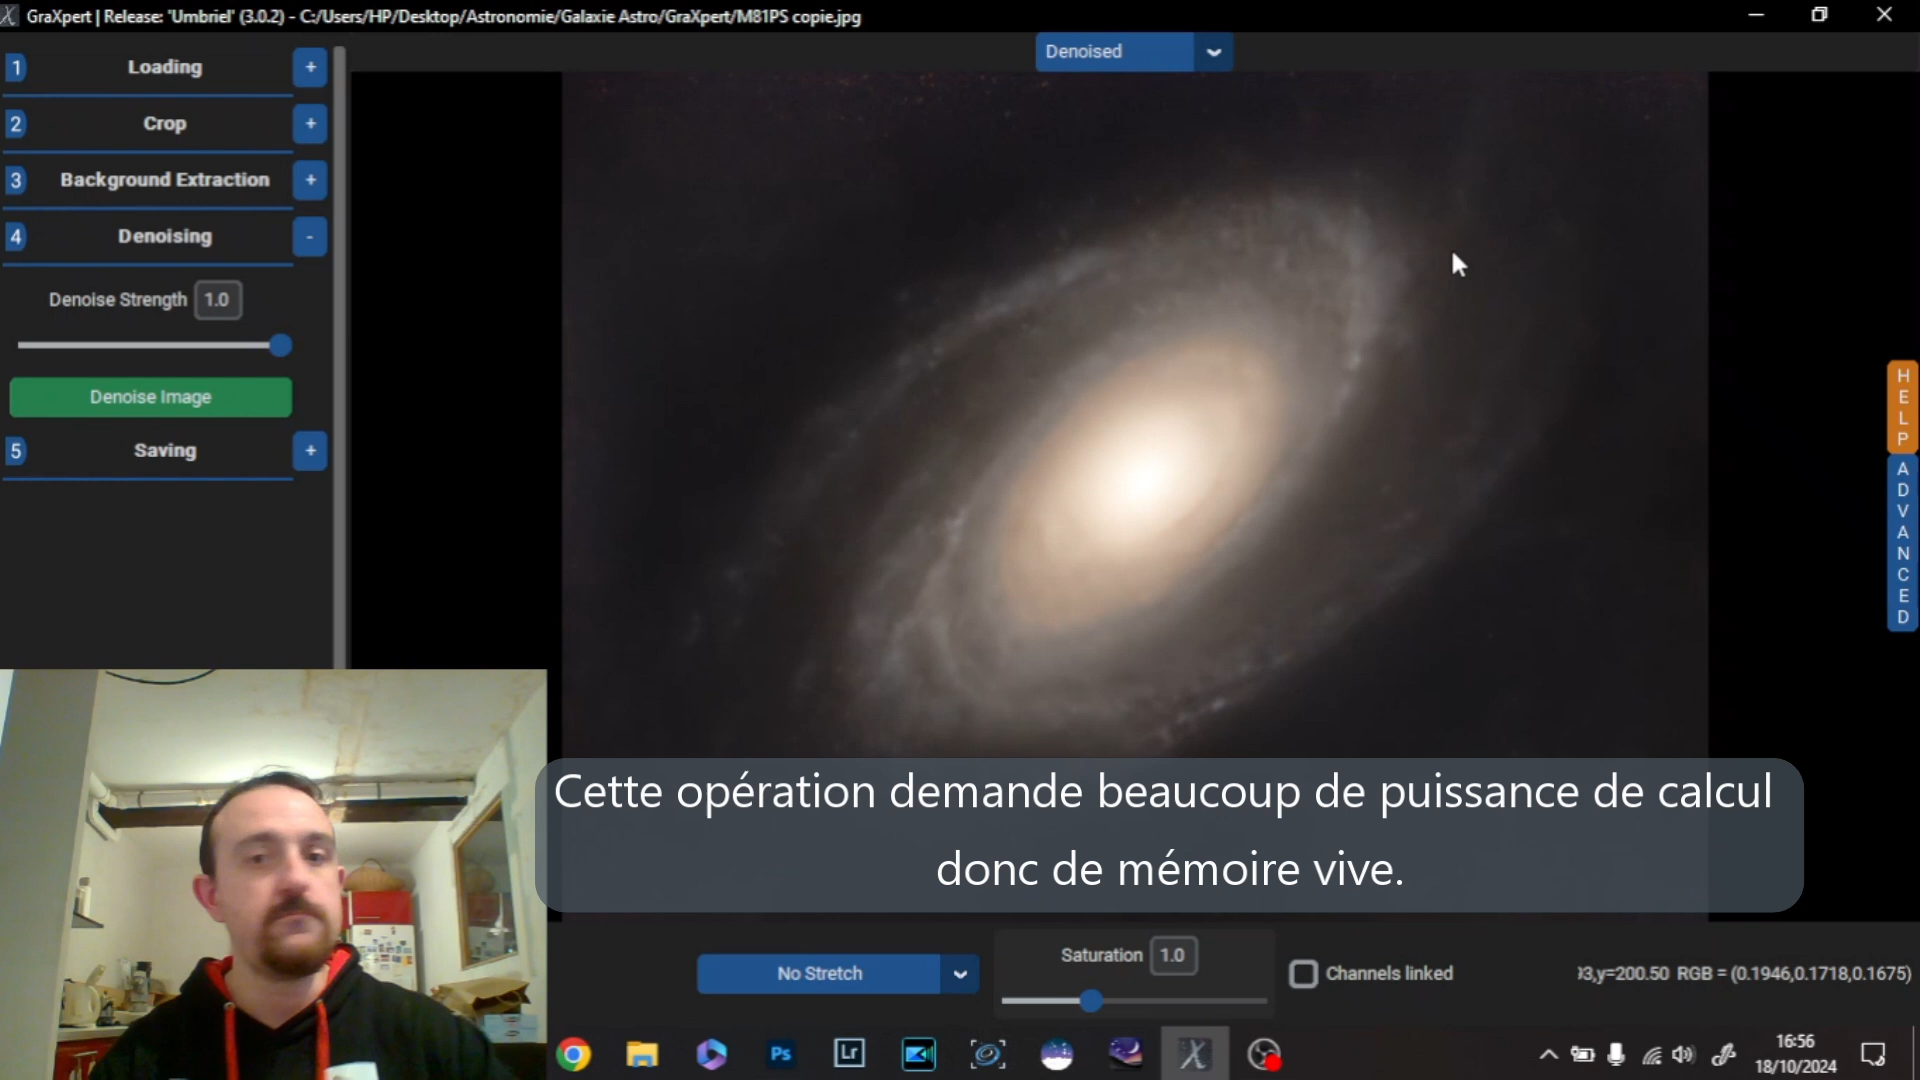 GraXpert | Release: 'Umbriel' (3.0.2) - C:/Users/HP/Desktop/Astronomie/Galaxie Astro/GraXpert/M81PS copie.jpg
Denoised
1 Loading +
2 Crop +
3 Background Extraction +
4 Denoising -
Denoise Strength 1.0
Denoise Image
5 Saving +
HELP
ADVANCED
Cette opération demande beaucoup de puissance de calcul
donc de mémoire vive.
No Stretch
Saturation 1.0
Channels linked
3,y=200.50 RGB = (0.1946,0.1718,0.1675)
Ps
Lr
16:56
18/10/2024